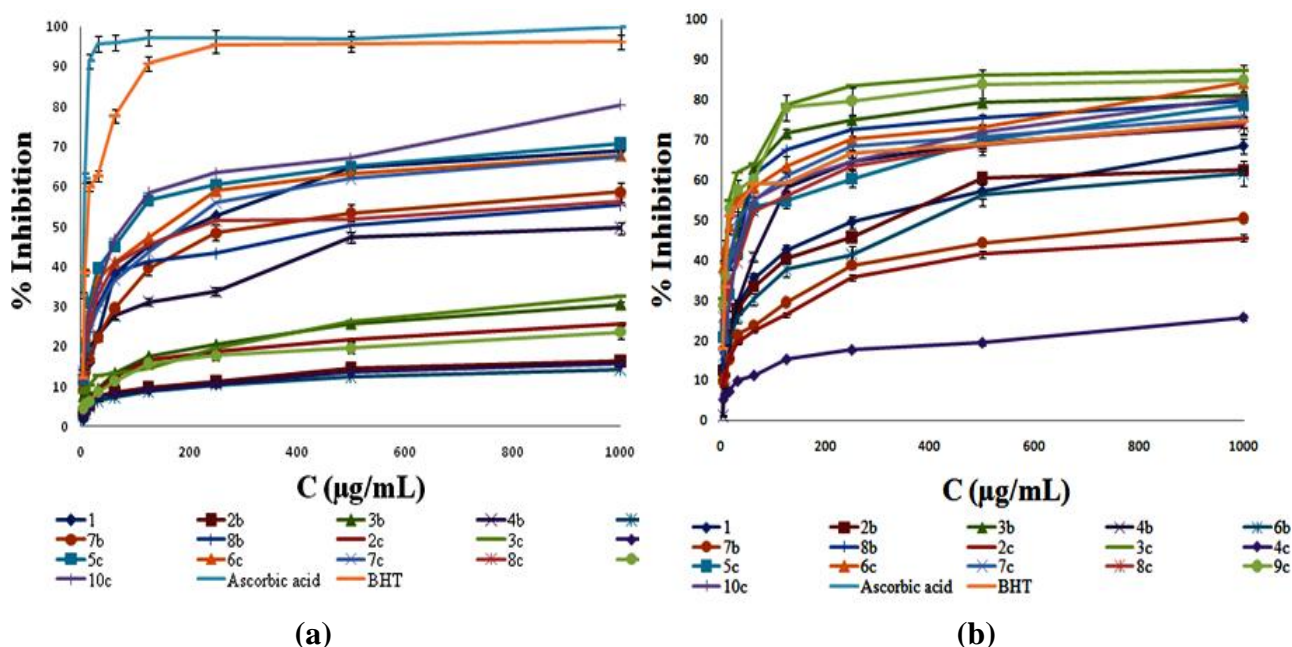 100
90
80
70
60
50
40
30
20
10
0
% Inhibition
0 200 400 600 800 1000
C (µg/mL)
1 2b 3b 4b
7b 8b 2c 3c
5c 6c 7c 8c
10c Ascorbic acid BHT
(a)
100
90
80
70
60
50
40
30
20
10
0
% Inhibition
0 200 400 600 800 1000
C (µg/mL)
1 2b 3b 4b 6b
7b 8b 2c 3c 4c
5c 6c 7c 8c 9c
10c Ascorbic acid BHT
(b)